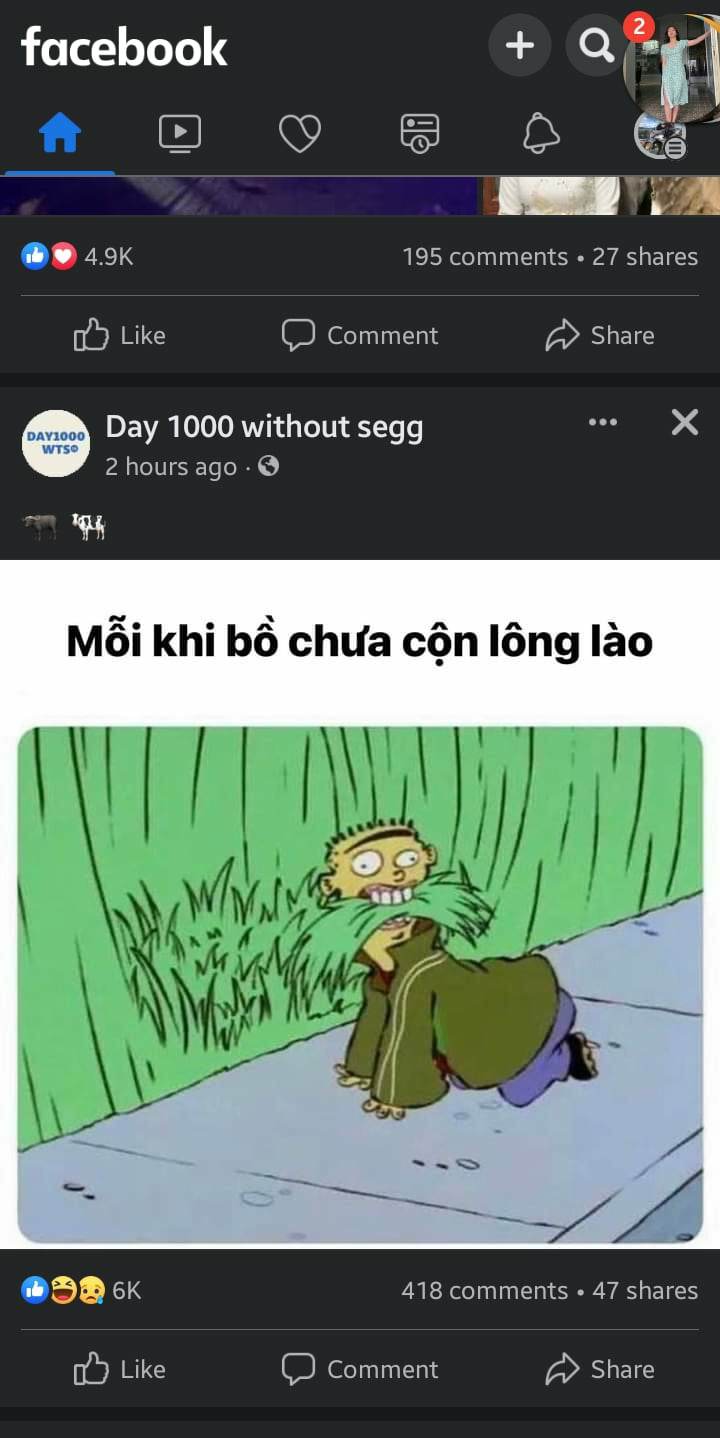 facebook
2
4.9K
195 comments • 27 shares
Like
Comment
Share
DAY1000
WTS
Day 1000 without segg
2 hours ago ·
Mỗi khi bồ chưa cộn lông lào
6K
418 comments • 47 shares
Like
Comment
Share